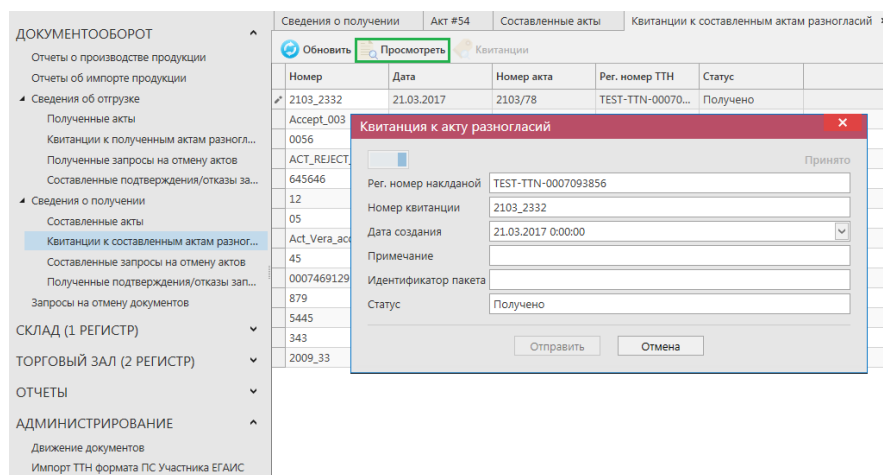 ДОКУМЕНТООБОРОТ
Отчеты о производстве продукции
Отчеты об импорте продукции
Сведения об отгрузке
Полученные акты
Квитанции к полученным актам разногл...
Полученные запросы на отмену актов
Составленные подтверждения/отказы за...
Сведения о получении
Составленные акты
Квитанции к составленным актам разног...
Составленные запросы на отмену актов
Полученные подтверждения/отказы зап...
Запросы на отмену документов
СКЛАД (1 РЕГИСТР)
ТОРГОВЫЙ ЗАЛ (2 РЕГИСТР)
ОТЧЕТЫ
АДМИНИСТРИРОВАНИЕ
Движение документов
Импорт ТТН формата ПС Участника ЕГАИС
Сведения о получении Акт #54 Составленные акты Квитанции к составленным актам разногласий
Обновить Просмотреть Квитанции
Номер Дата Номер акта Рег. номер ТТН Статус
2103_2332 21.03.2017 2103/78 TEST-TTN-00070... Получено
Accept_003
0056
ACT_REJECT_
645646
12
05
Act_Vera_acc
45
0007469129
879
5445
343
2009_33
Квитанция к акту разногласий
Принято
Рег. номер накладной TEST-TTN-0007093856
Номер квитанции 2103_2332
Дата создания 21.03.2017 0:00:00
Примечание
Идентификатор пакета
Статус Получено
Отправить Отмена